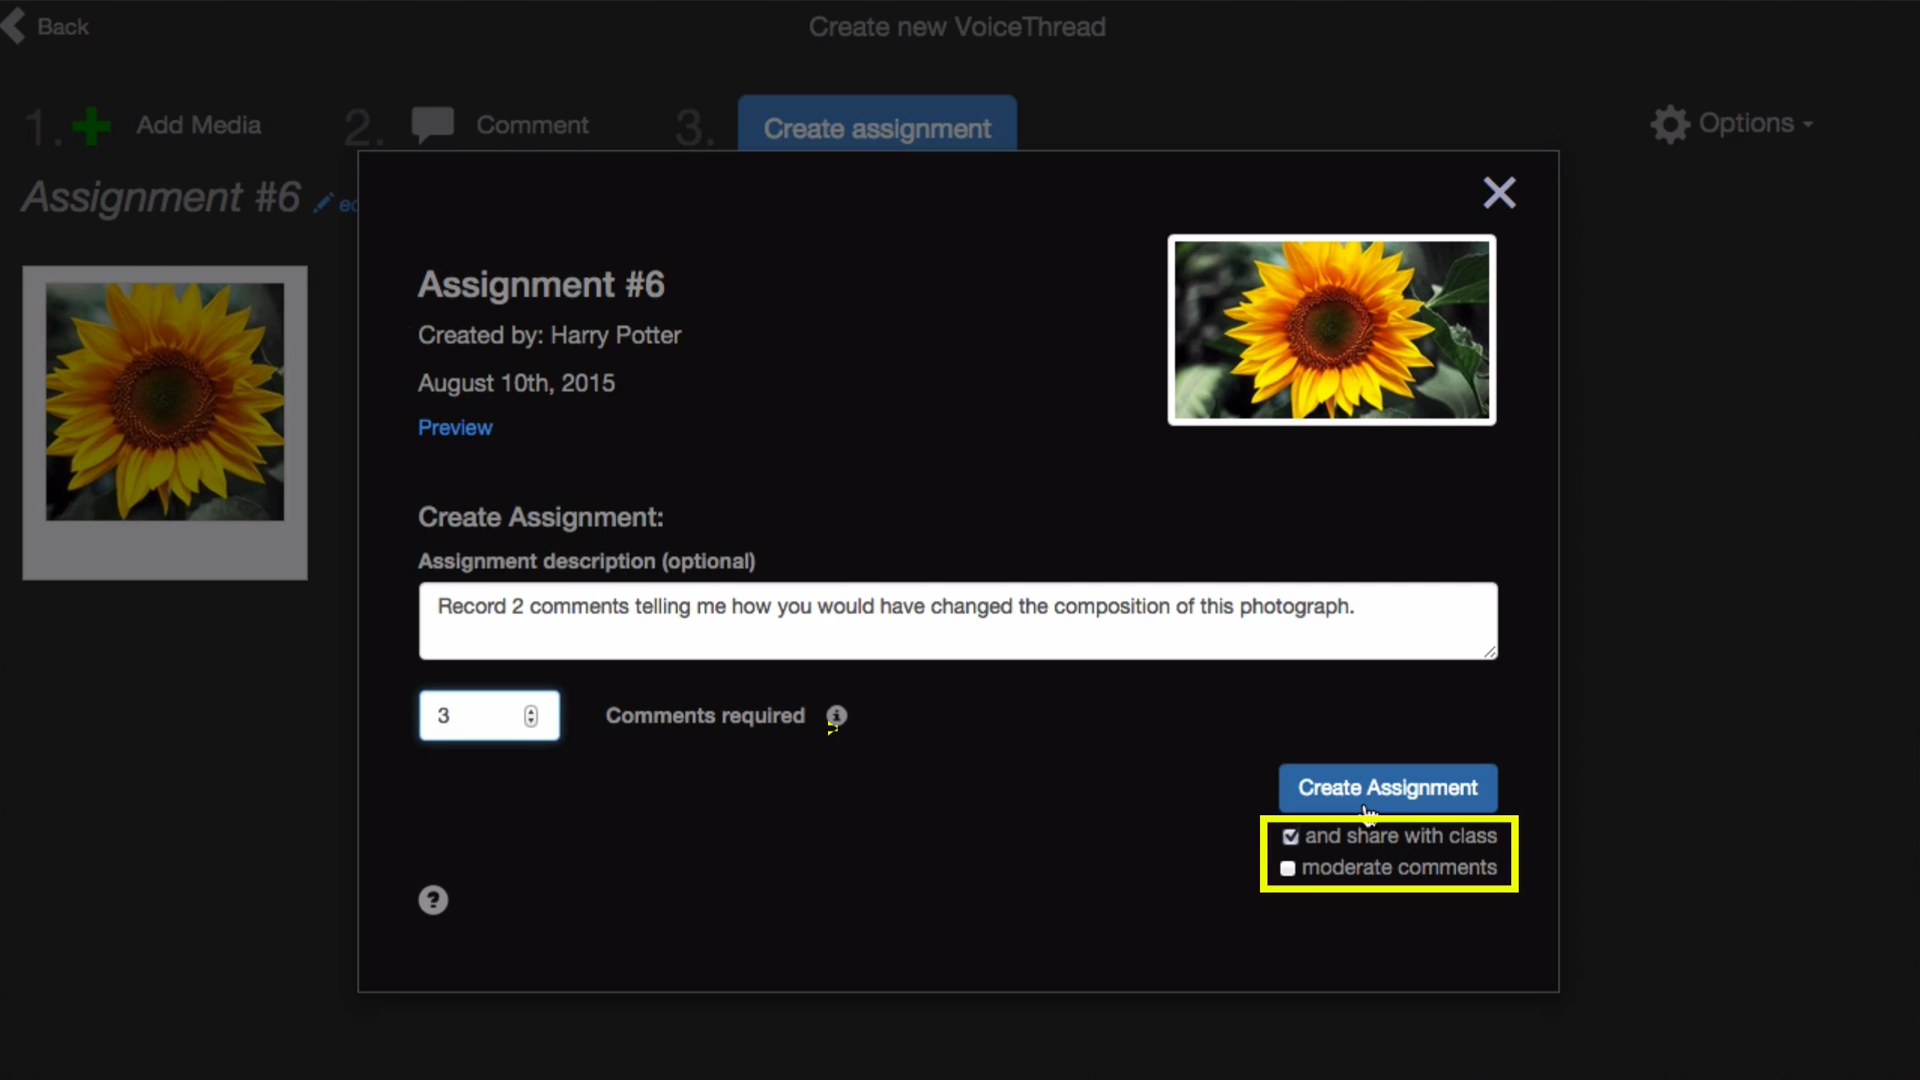 Back
Create new VoiceThread
1. Add Media
2. Comment
3. Create assignment
Options
Assignment #6
Assignment #6
Created by: Harry Potter
August 10th, 2015
Preview
Create Assignment:
Assignment description (optional)
Record 2 comments telling me how you would have changed the composition of this photograph.
3 Comments required
Create Assignment
and share with class
moderate comments